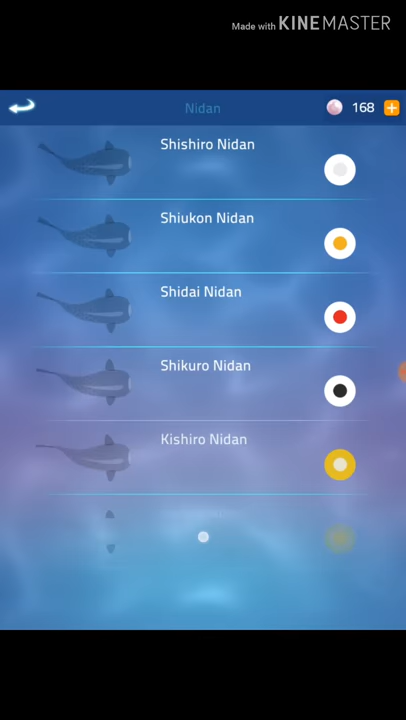 Made with KINEMASTER
Nidan
168
Shishiro Nidan
Shiukon Nidan
Shidai Nidan
Shikuro Nidan
Kishiro Nidan